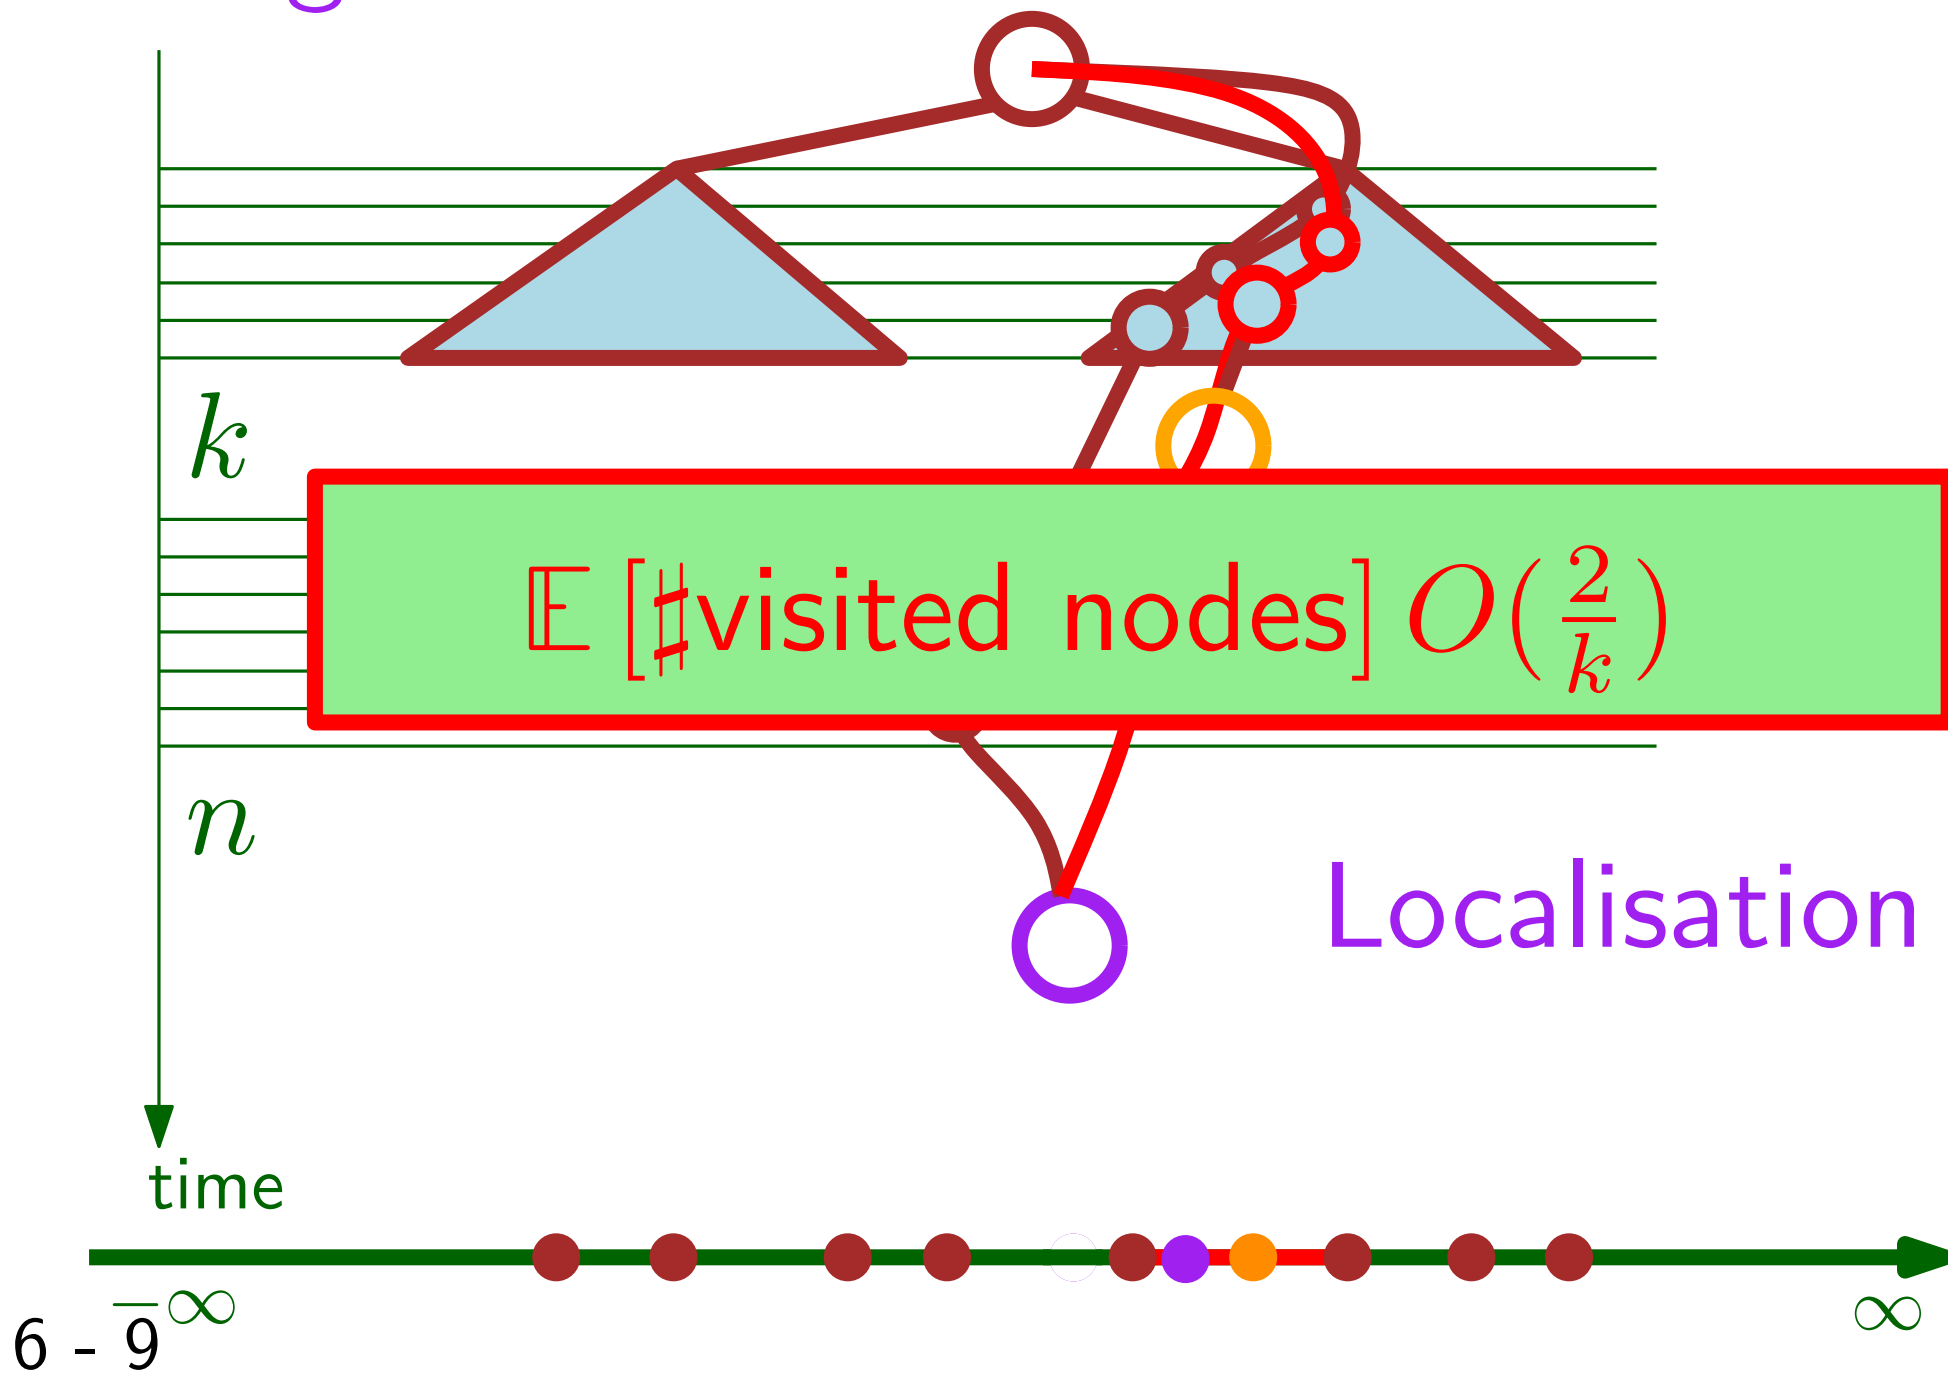 k
𝔼 [♯visited nodes] O(2/k)
n
Localisation
time
−∞
∞
6 - 9